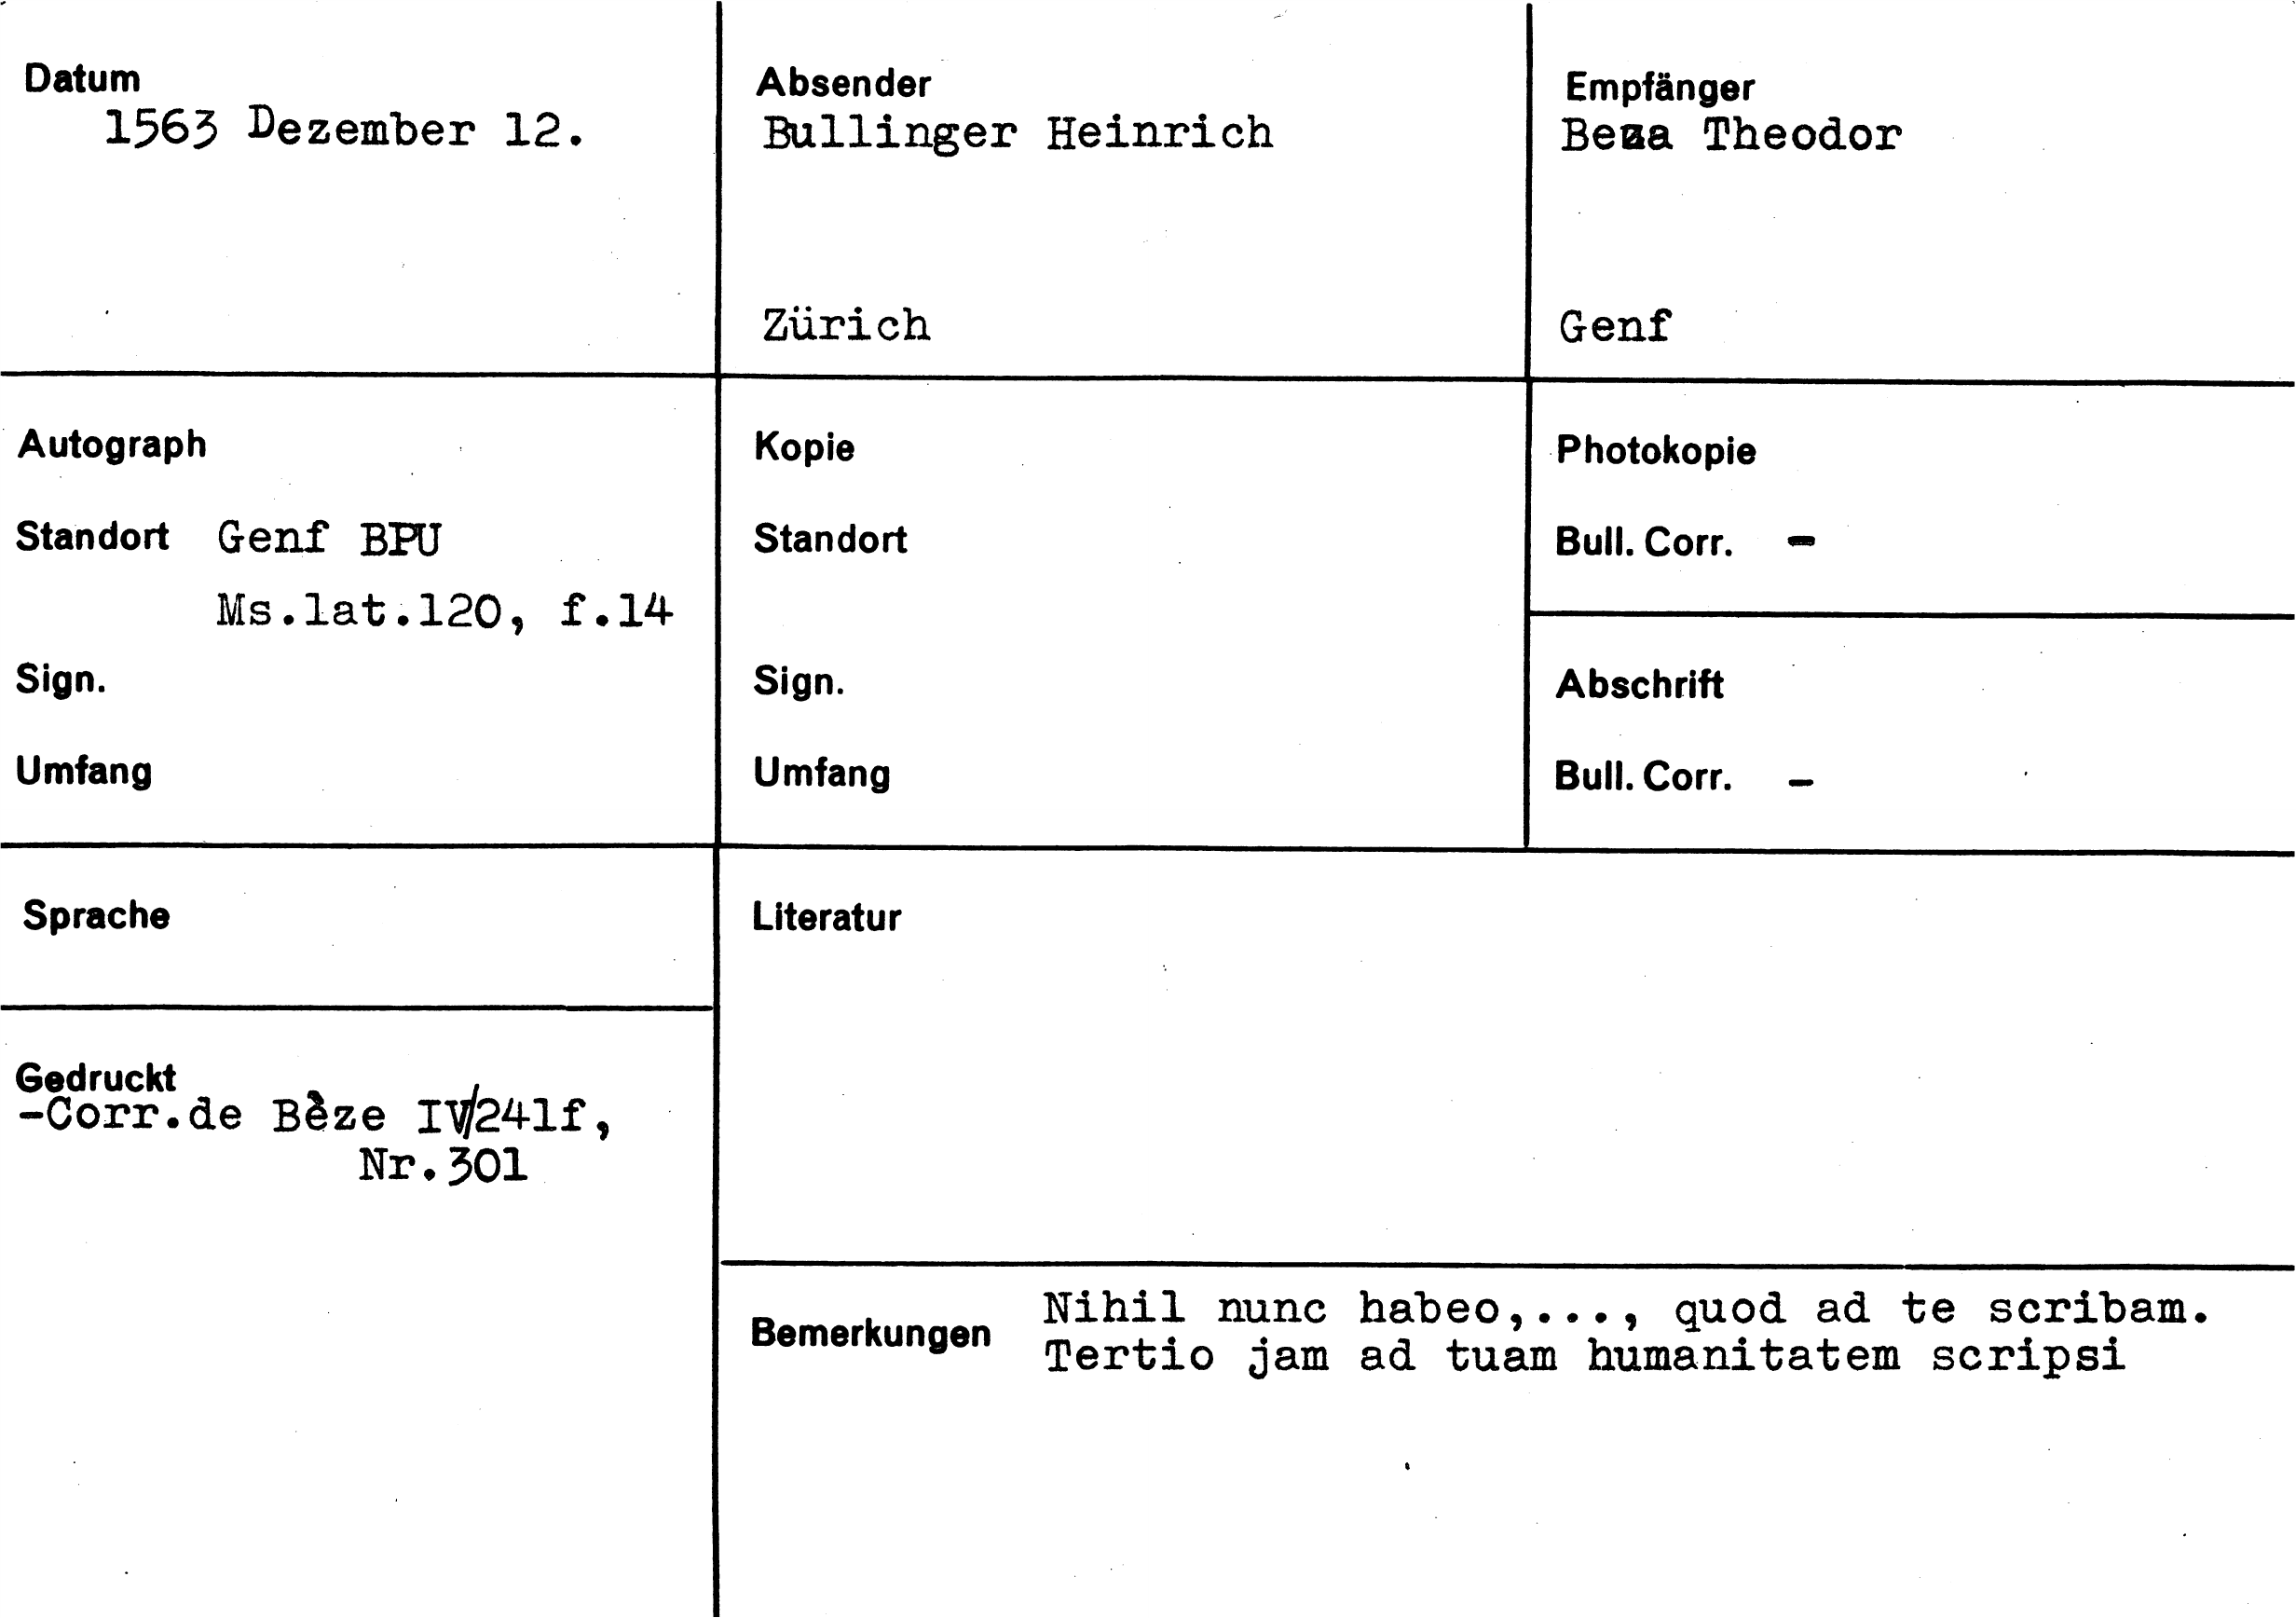 Datum
1563 Dezember 12.
Absender
Bullinger Heinrich
Zürich
Empfänger
Beza Theodor
Genf
Autograph
Standort Genf BPU
Ms.lat.120, f.14
Sign.
Umfang
Kopie
Standort
Sign.
Umfang
Photokopie
Bull. Corr. -
Abschrift
Bull. Corr. -
Sprache
Gedruckt
-Corr.de Bèze IV/241f,
Nr.301
Literatur
Bemerkungen
Nihil nunc habeo,..., quod ad te scribam.
Tertio jam ad tuam humanitatem scripsi